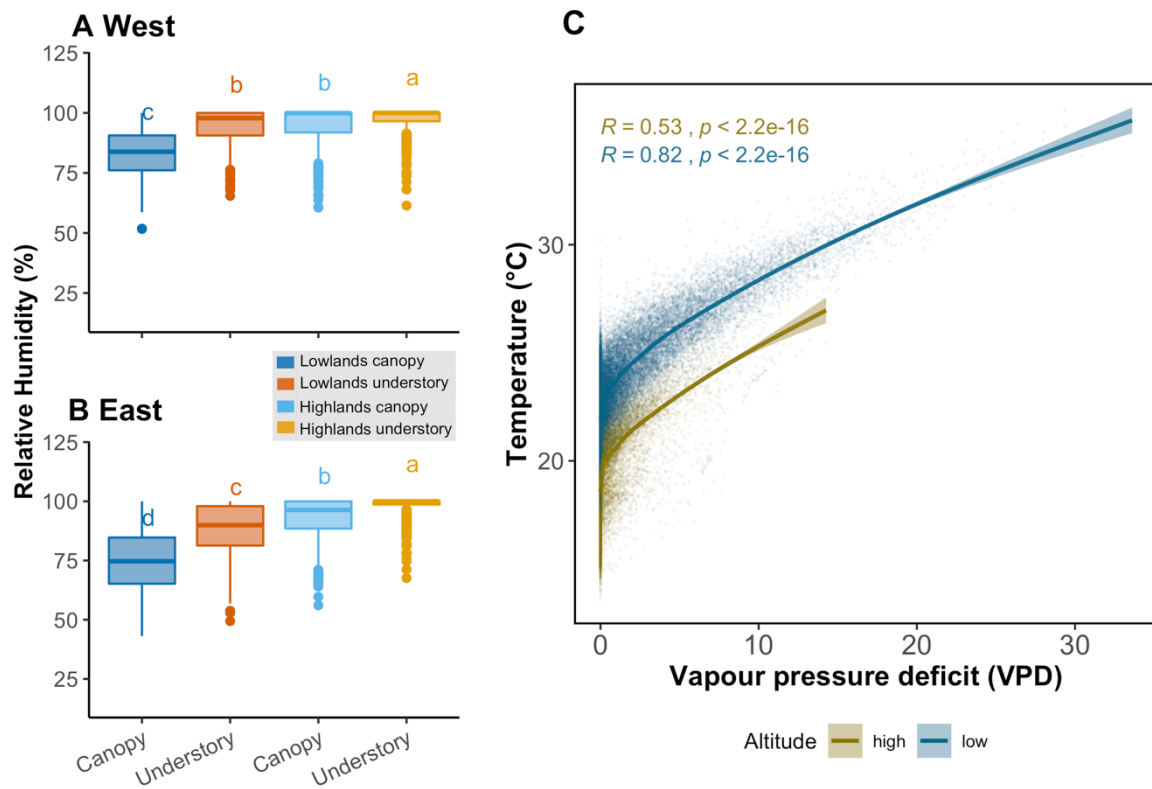 A West
125
100
75
50
25
c
b
b
a
Relative Humidity (%)
Lowlands canopy
Lowlands understory
Highlands canopy
Highlands understory
B East
125
100
75
50
25
d
c
b
a
Canopy
Understory
Canopy
Understory
C
R = 0.53 , p < 2.2e-16
R = 0.82 , p < 2.2e-16
Temperature (°C)
30
20
0
10
20
30
Vapour pressure deficit (VPD)
Altitude high low